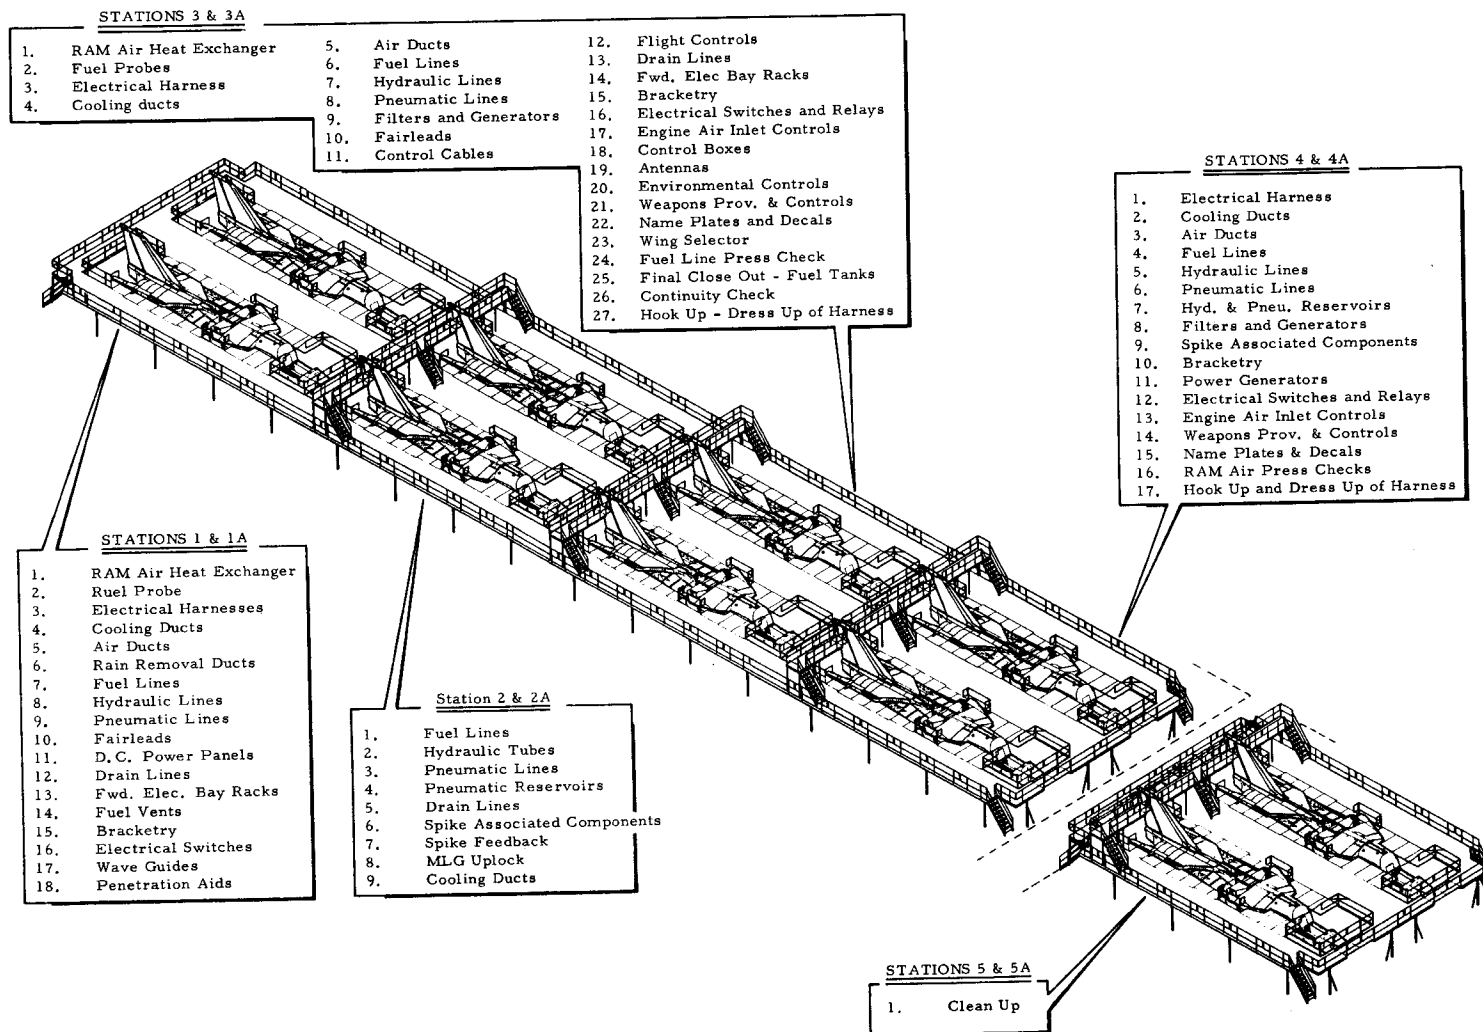 STATIONS 3 & 3A
1. RAM Air Heat Exchanger
2. Fuel Probes
3. Electrical Harness
4. Cooling ducts
5. Air Ducts
6. Fuel Lines
7. Hydraulic Lines
8. Pneumatic Lines
9. Filters and Generators
10. Fairleads
11. Control Cables
12. Flight Controls
13. Drain Lines
14. Fwd. Elec Bay Racks
15. Bracketry
16. Electrical Switches and Relays
17. Engine Air Inlet Controls
18. Control Boxes
19. Antennas
20. Environmental Controls
21. Weapons Prov. & Controls
22. Name Plates and Decals
23. Wing Selector
24. Fuel Line Press Check
25. Final Close Out - Fuel Tanks
26. Continuity Check
27. Hook Up - Dress Up of Harness
STATIONS 4 & 4A
1. Electrical Harness
2. Cooling Ducts
3. Air Ducts
4. Fuel Lines
5. Hydraulic Lines
6. Pneumatic Lines
7. Hyd. & Pneu. Reservoirs
8. Filters and Generators
9. Spike Associated Components
10. Bracketry
11. Power Generators
12. Electrical Switches and Relays
13. Engine Air Inlet Controls
14. Weapons Prov. & Controls
15. Name Plates & Decals
16. RAM Air Press Checks
17. Hook Up and Dress Up of Harness
STATIONS 1 & 1A
1. RAM Air Heat Exchanger
2. Ruel Probe
3. Electrical Harnesses
4. Cooling Ducts
5. Air Ducts
6. Rain Removal Ducts
7. Fuel Lines
8. Hydraulic Lines
9. Pneumatic Lines
10. Fairleads
11. D.C. Power Panels
12. Drain Lines
13. Fwd. Elec. Bay Racks
14. Fuel Vents
15. Bracketry
16. Electrical Switches
17. Wave Guides
18. Penetration Aids
Station 2 & 2A
1. Fuel Lines
2. Hydraulic Tubes
3. Pneumatic Lines
4. Pneumatic Reservoirs
5. Drain Lines
6. Spike Associated Components
7. Spike Feedback
8. MLG Uplock
9. Cooling Ducts
STATIONS 5 & 5A
1. Clean Up